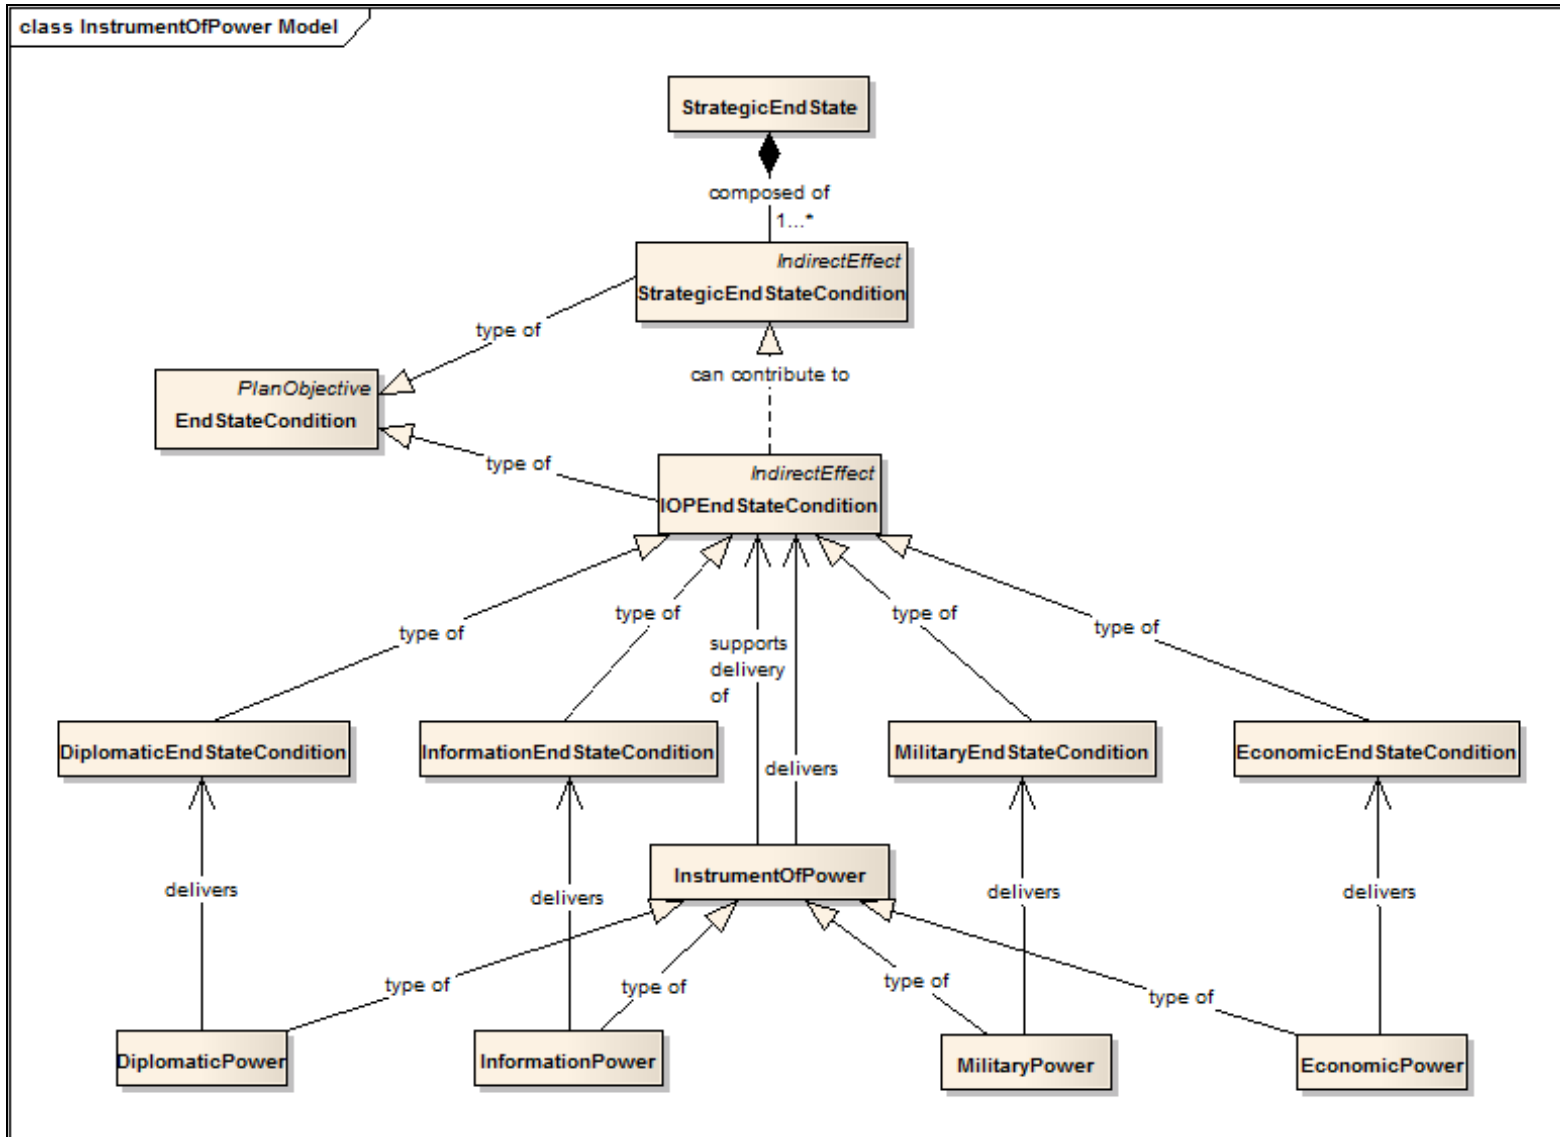 class InstrumentOfPower Model
StrategicEndState
composed of
1...*
IndirectEffect
StrategicEndStateCondition
type of
can contribute to
PlanObjective
EndStateCondition
type of
IndirectEffect
IOPEndStateCondition
type of
type of
supports
delivery
of
type of
type of
DiplomaticEndStateCondition
InformationEndStateCondition
MilitaryEndStateCondition
EconomicEndStateCondition
delivers
InstrumentOfPower
delivers
delivers
delivers
delivers
type of
type of
type of
type of
DiplomaticPower
InformationPower
MilitaryPower
EconomicPower